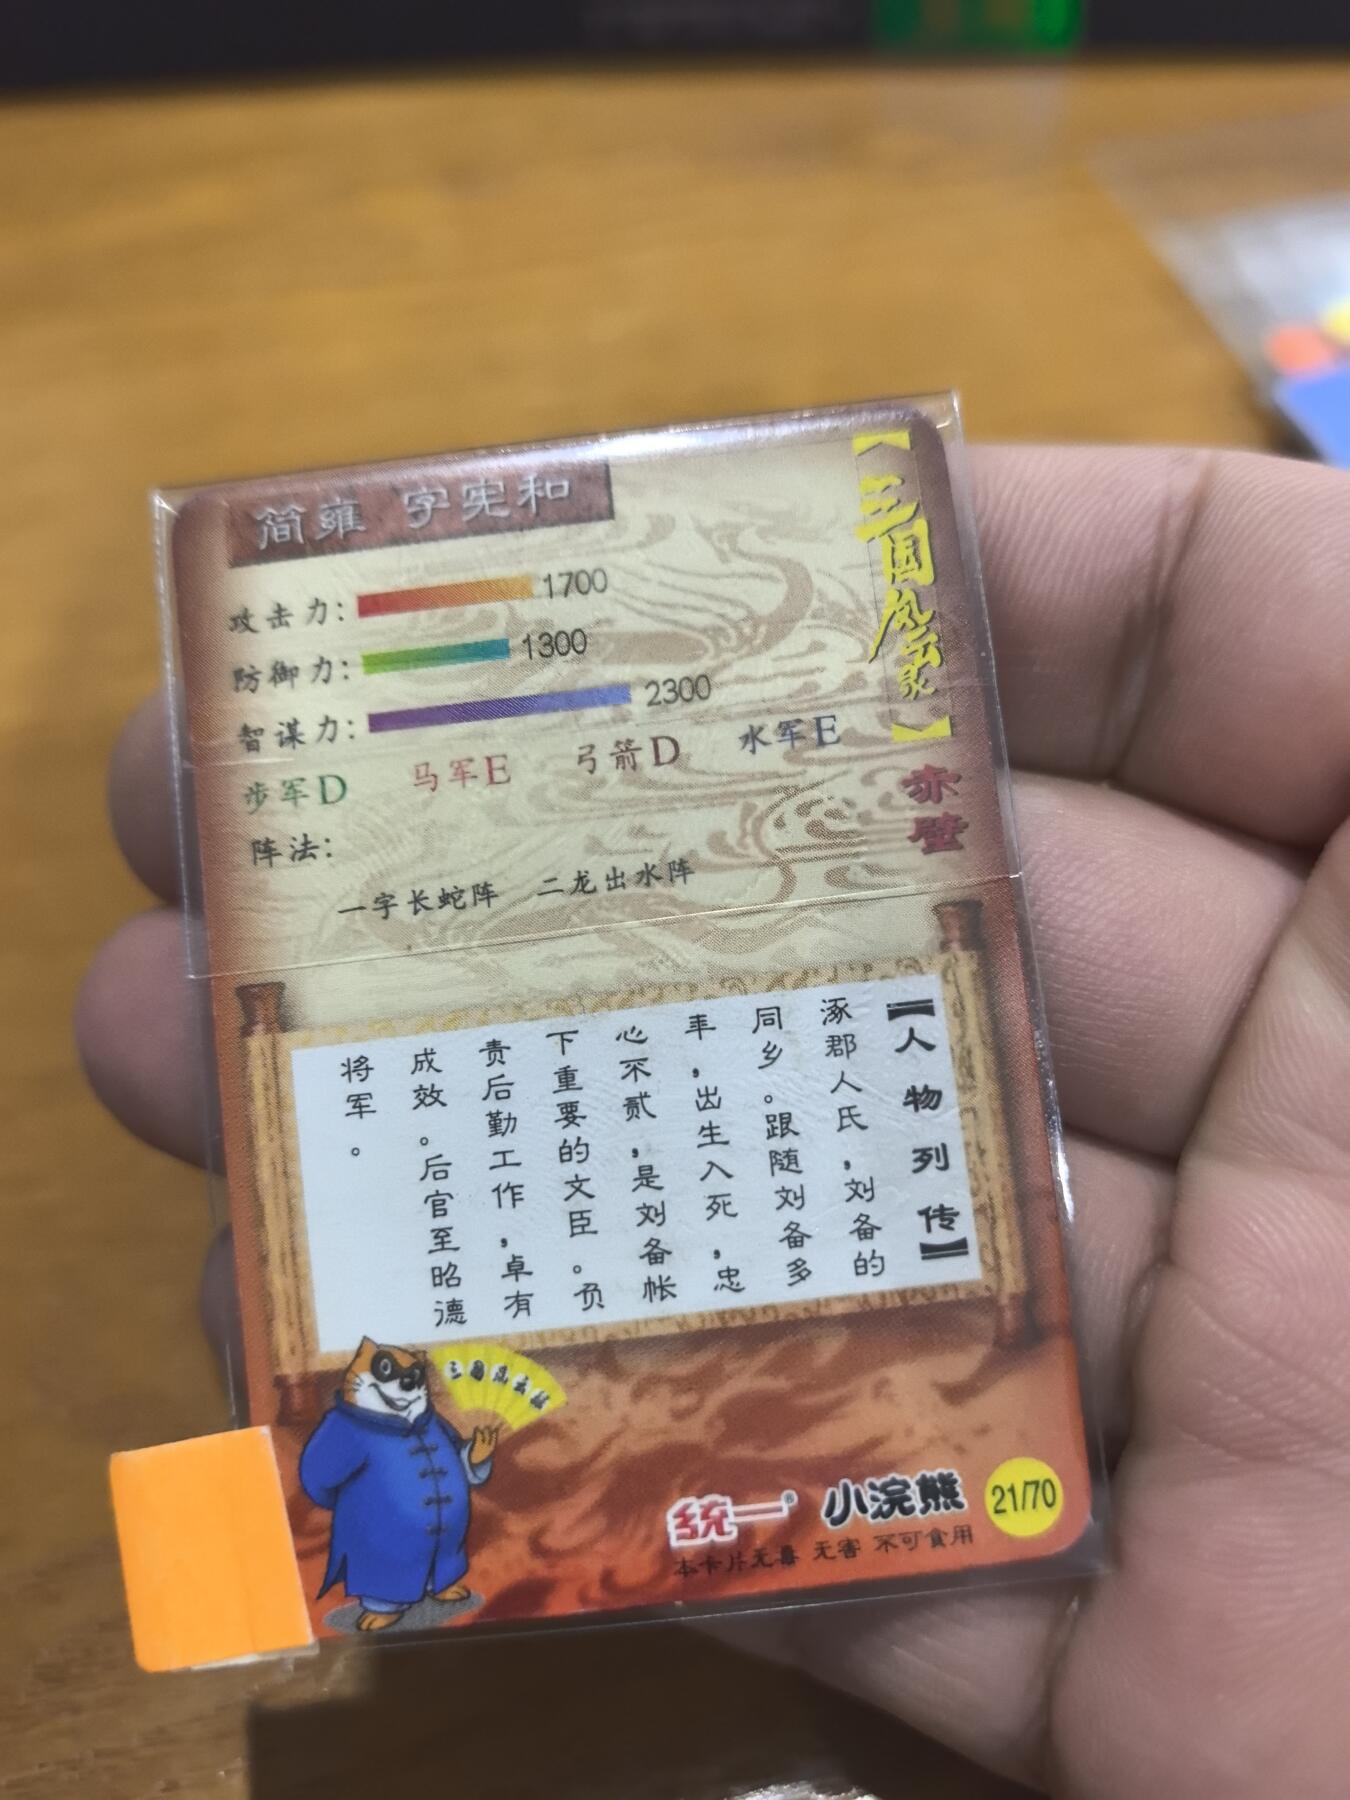 简雍 字宪和
攻击力：1700
防御力：1300
智谋力：2300
步军D 马军E 弓箭D 水军E
阵法：
一字长蛇阵 二龙出水阵
【三国风云录】
赤壁
【人物列传】
涿郡人氏，刘备的
同乡。跟随刘备多
年，出生入死，忠
心不贰，是刘备帐
下重要的文臣。负
责后勤工作，卓有
成效。后官至昭德
将军。
三国风云录
统一® 小浣熊
21/70
本卡片无毒 无害 不可食用